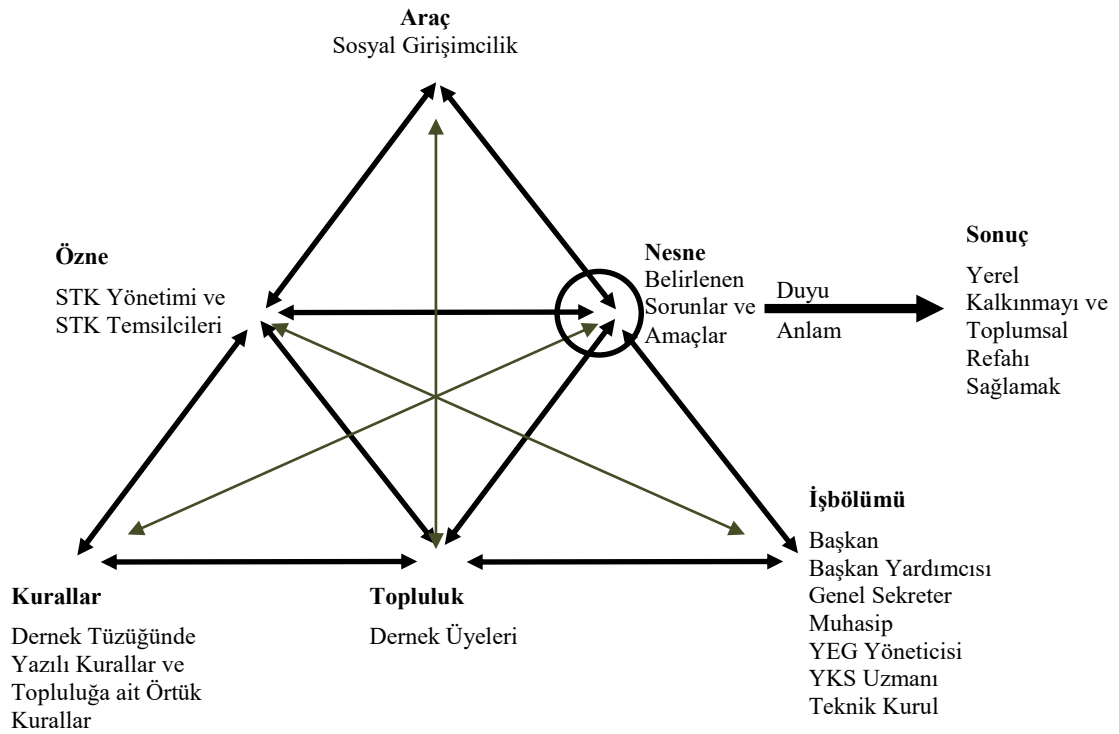 Araç
Sosyal Girişimcilik
Özne
STK Yönetimi ve
STK Temsilcileri
Nesne
Belirlenen
Sorunlar ve
Amaçlar
Duyu
Anlam
Sonuç
Yerel
Kalkınmayı ve
Toplumsal
Refahı
Sağlamak
Kurallar
Dernek Tüzüğünde
Yazılı Kurallar ve
Topluluğa ait Örtük
Kurallar
Topluluk
Dernek Üyeleri
İşbölümü
Başkan
Başkan Yardımcısı
Genel Sekreter
Muhasip
YEG Yöneticisi
YKS Uzmanı
Teknik Kurul